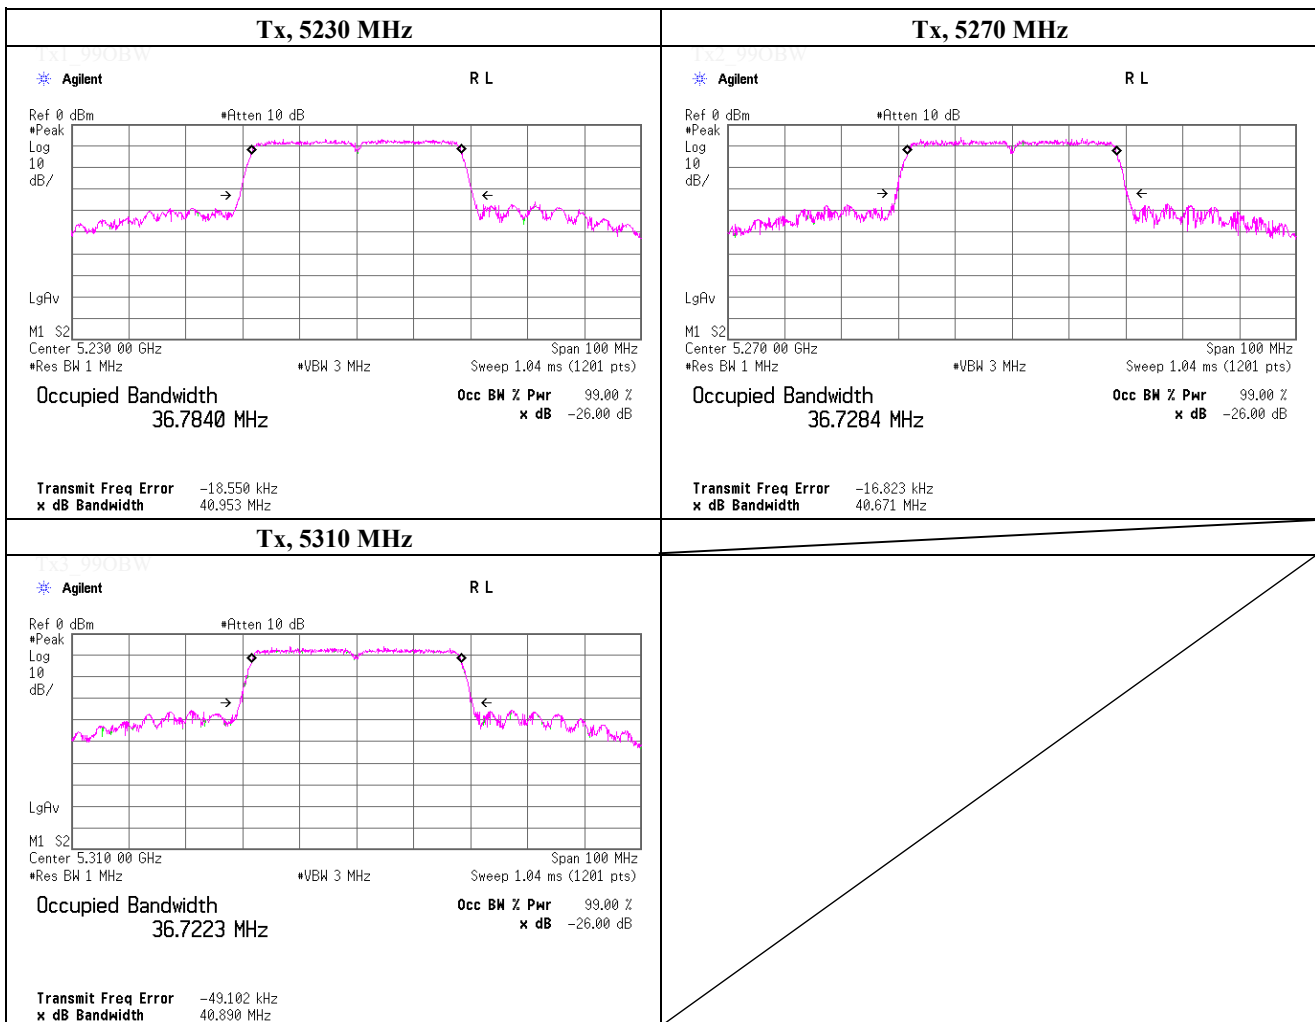 Tx, 5230 MHz
Tx1_99OBW
Agilent
R L
Ref 0 dBm
#Atten 10 dB
#Peak
Log
10
dB/
LgAv
M1 S2
Center 5.230 00 GHz
Span 100 MHz
#Res BW 1 MHz
#VBW 3 MHz
Sweep 1.04 ms (1201 pts)
Occupied Bandwidth
36.7840 MHz
Occ BW % Pwr 99.00 %
x dB -26.00 dB
Transmit Freq Error -18.550 kHz
x dB Bandwidth 40.953 MHz
Tx, 5270 MHz
Tx2_99OBW
Agilent
R L
Ref 0 dBm
#Atten 10 dB
#Peak
Log
10
dB/
LgAv
M1 S2
Center 5.270 00 GHz
Span 100 MHz
#Res BW 1 MHz
#VBW 3 MHz
Sweep 1.04 ms (1201 pts)
Occupied Bandwidth
36.7284 MHz
Occ BW % Pwr 99.00 %
x dB -26.00 dB
Transmit Freq Error -16.823 kHz
x dB Bandwidth 40.671 MHz
Tx, 5310 MHz
Tx3_99OBW
Agilent
R L
Ref 0 dBm
#Atten 10 dB
#Peak
Log
10
dB/
LgAv
M1 S2
Center 5.310 00 GHz
Span 100 MHz
#Res BW 1 MHz
#VBW 3 MHz
Sweep 1.04 ms (1201 pts)
Occupied Bandwidth
36.7223 MHz
Occ BW % Pwr 99.00 %
x dB -26.00 dB
Transmit Freq Error -49.102 kHz
x dB Bandwidth 40.890 MHz